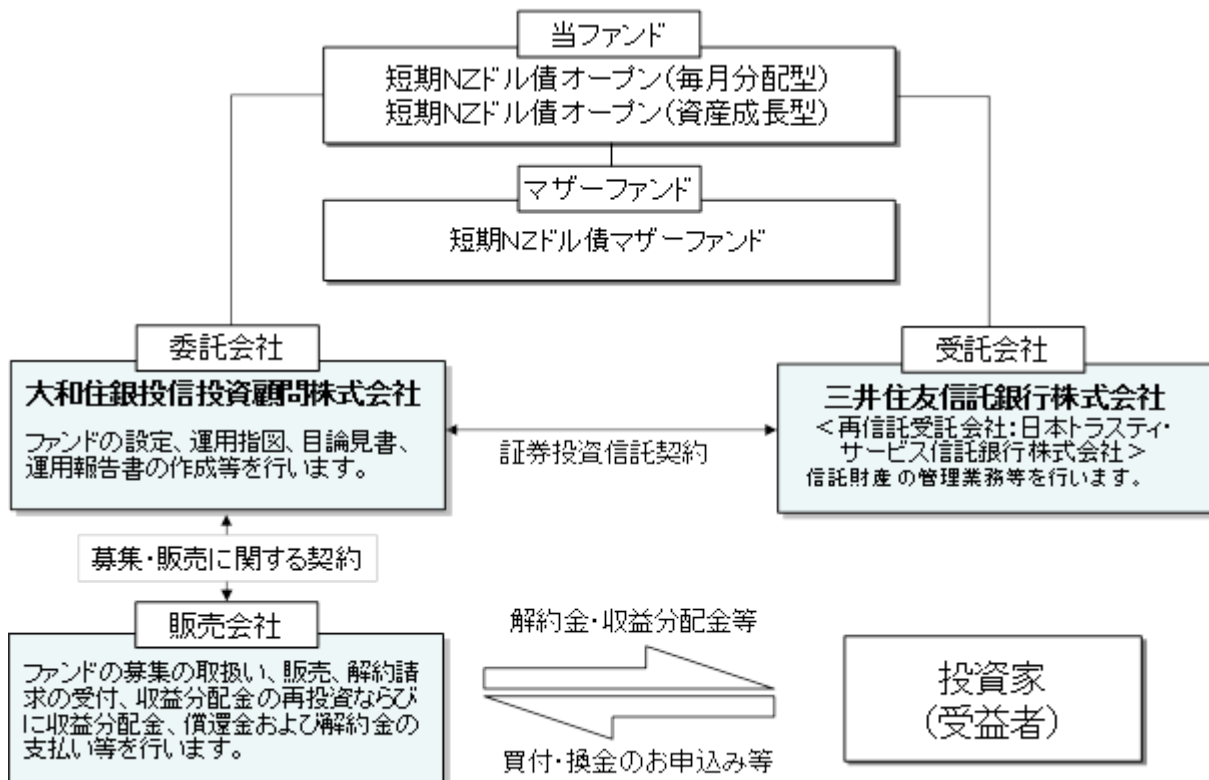 当ファンド
短期NZドル債オープン(毎月分配型)
短期NZドル債オープン(資産成長型)
マザーファンド
短期NZドル債マザーファンド
委託会社
大和住銀投信投資顧問株式会社
ファンドの設定、運用指図、目論見書、
運用報告書の作成等を行います。
証券投資信託契約
受託会社
三井住友信託銀行株式会社
<再信託受託会社:日本トラスティ・
サービス信託銀行株式会社>
信託財産の管理業務等を行います。
募集・販売に関する契約
販売会社
ファンドの募集の取扱い、販売、解約請
求の受付、収益分配金の再投資ならび
に収益分配金、償還金および解約金の
支払い等を行います。
解約金・収益分配金等
買付・換金のお申込み等
投資家
(受益者)